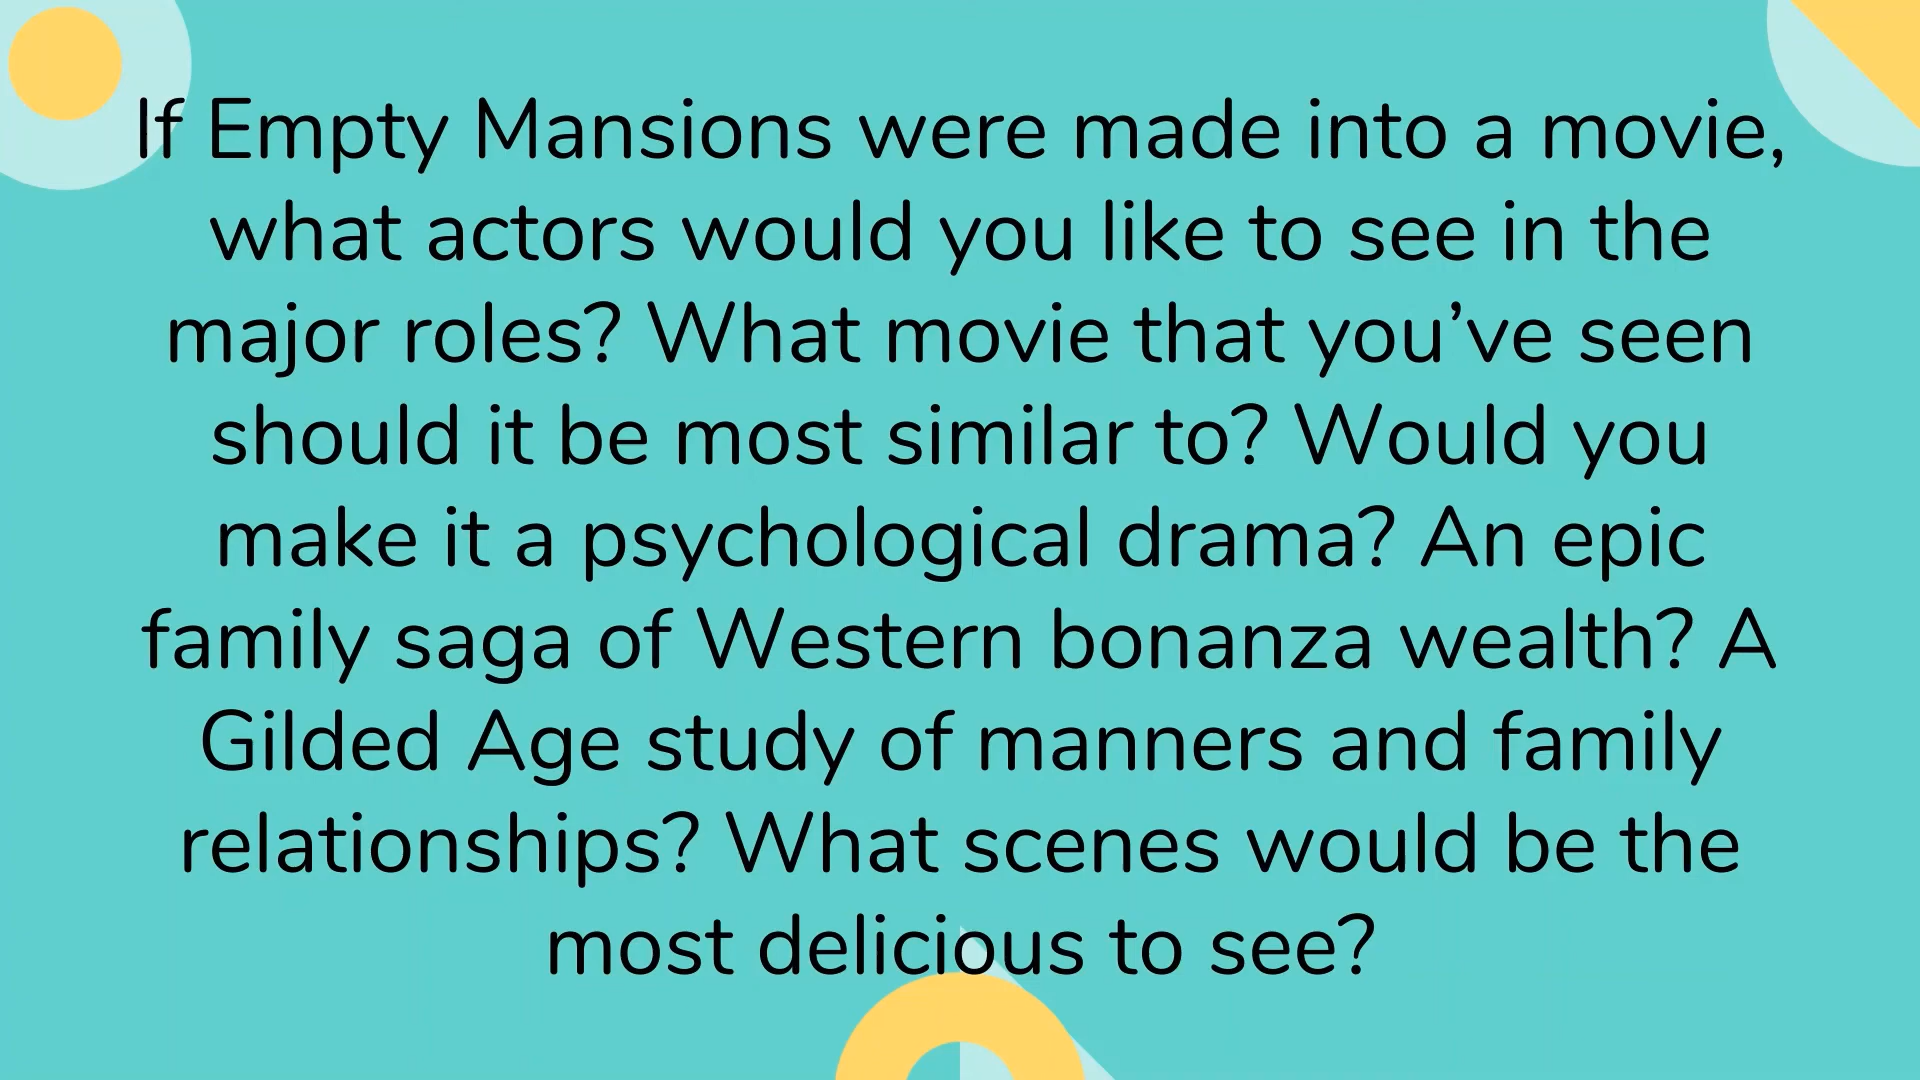 If Empty Mansions were made into a movie,
what actors would you like to see in the
major roles? What movie that you’ve seen
should it be most similar to? Would you
make it a psychological drama? An epic
family saga of Western bonanza wealth? A
Gilded Age study of manners and family
relationships? What scenes would be the
most delicious to see?